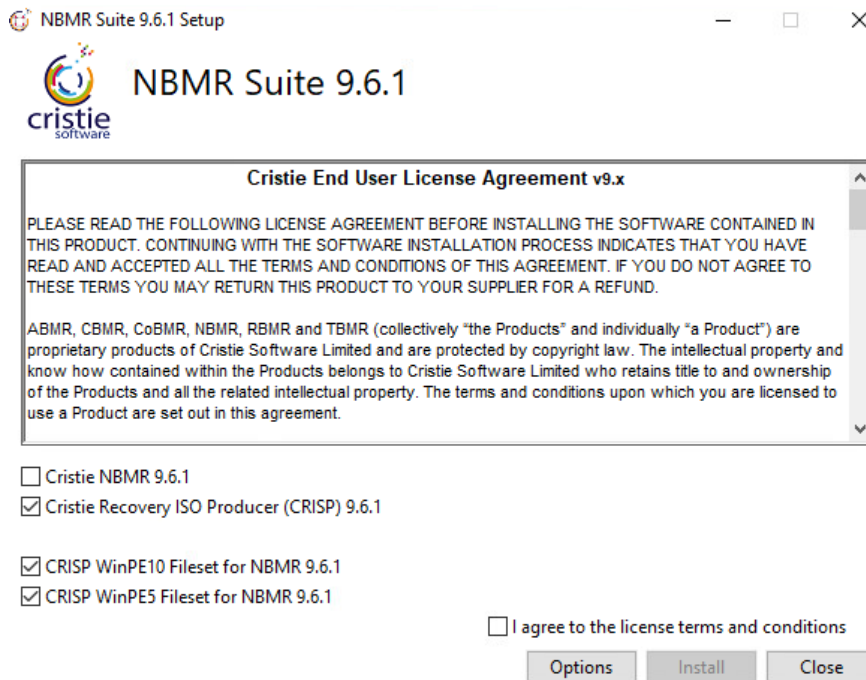 NBMR Suite 9.6.1 Setup
NBMR Suite 9.6.1
cristie
software
Cristie End User License Agreement v9.x
PLEASE READ THE FOLLOWING LICENSE AGREEMENT BEFORE INSTALLING THE SOFTWARE CONTAINED IN
THIS PRODUCT. CONTINUING WITH THE SOFTWARE INSTALLATION PROCESS INDICATES THAT YOU HAVE
READ AND ACCEPTED ALL THE TERMS AND CONDITIONS OF THIS AGREEMENT. IF YOU DO NOT AGREE TO
THESE TERMS YOU MAY RETURN THIS PRODUCT TO YOUR SUPPLIER FOR A REFUND.
ABMR, CBMR, CoBMR, NBMR, RBMR and TBMR (collectively “the Products” and individually “a Product”) are
proprietary products of Cristie Software Limited and are protected by copyright law. The intellectual property and
know how contained within the Products belongs to Cristie Software Limited who retains title to and ownership
of the Products and all the related intellectual property. The terms and conditions upon which you are licensed to
use a Product are set out in this agreement.
Cristie NBMR 9.6.1
Cristie Recovery ISO Producer (CRISP) 9.6.1
CRISP WinPE10 Fileset for NBMR 9.6.1
CRISP WinPE5 Fileset for NBMR 9.6.1
I agree to the license terms and conditions
Options Install Close